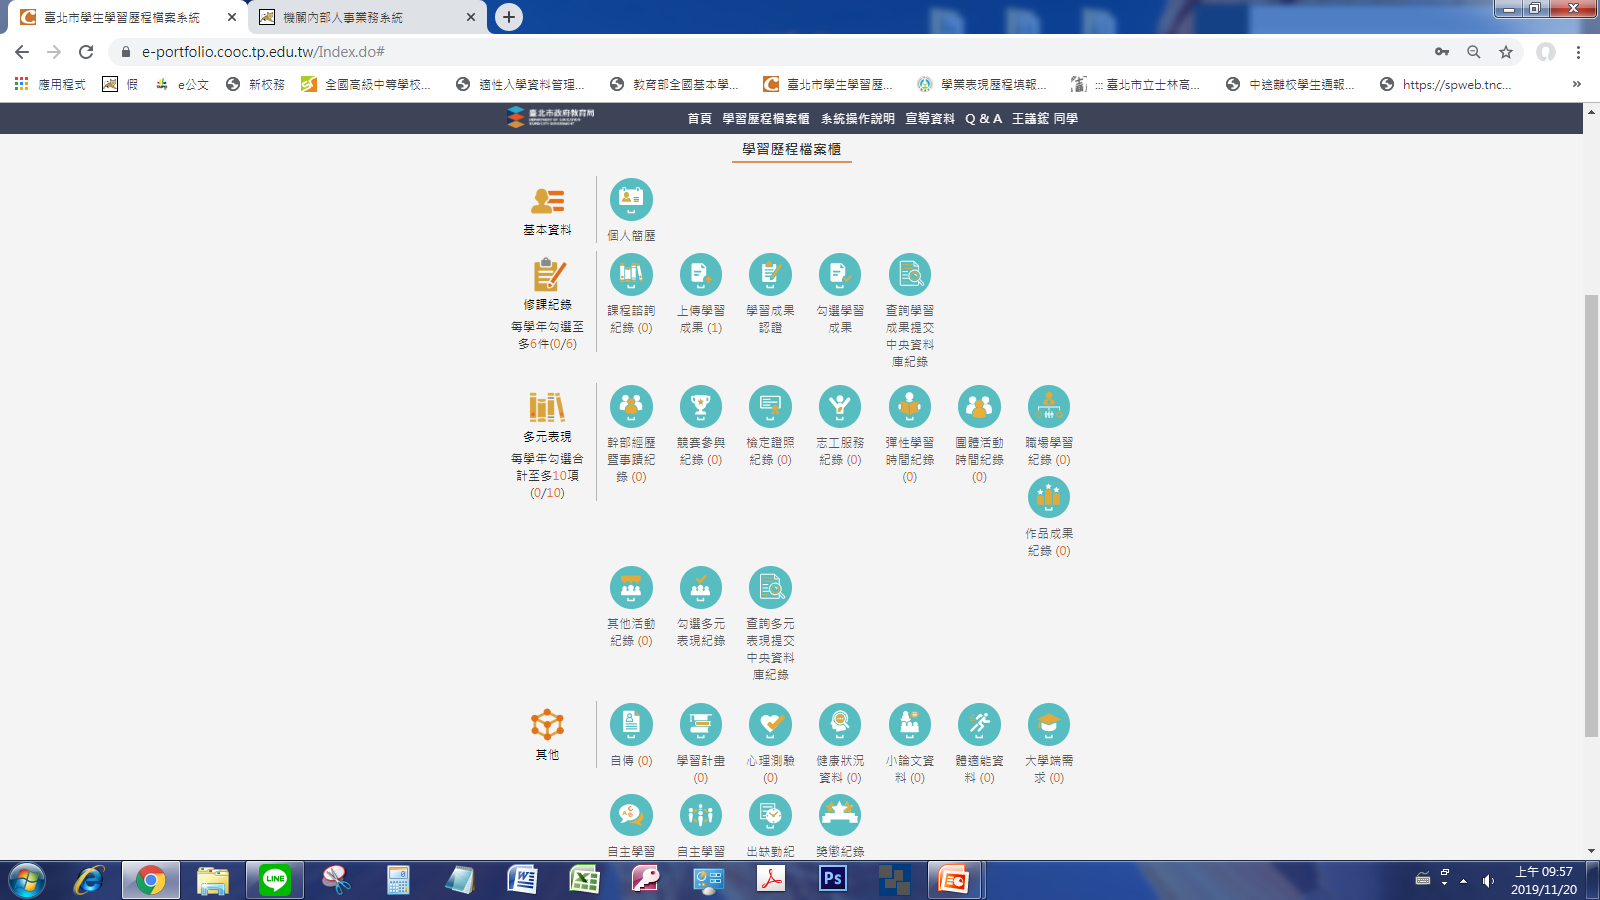 臺北市學生學習歷程檔案系統
機關內部人事業務系統
e-portfolio.cooc.tp.edu.tw/Index.do#
應用程式
假
e公文
新校務
全國高級中等學校...
適性入學資料管理...
教育部全國基本學...
臺北市學生學習歷...
學業表現歷程填報...
::: 臺北市立士林高...
中途離校學生通報...
https://spweb.tnc...
»
臺北市政府教育局
首頁 學習歷程檔案櫃 系統操作說明 宣導資料 Q & A 王議鋐 同學
學習歷程檔案櫃
基本資料
個人簡歷
修課紀錄
每學年勾選至
多6件(0/6)
課程諮詢
紀錄 (0)
上傳學習
成果 (1)
學習成果
認證
勾選學習
成果
查詢學習
成果提交
中央資料
庫紀錄
多元表現
每學年勾選合
計至多10項
(0/10)
幹部經歷
暨事蹟紀
錄 (0)
競賽參與
紀錄 (0)
檢定證照
紀錄 (0)
志工服務
紀錄 (0)
彈性學習
時間紀錄
(0)
團體活動
時間紀錄
(0)
職場學習
紀錄 (0)
作品成果
紀錄 (0)
其他活動
紀錄 (0)
勾選多元
表現紀錄
查詢多元
表現提交
中央資料
庫紀錄
其他
自傳 (0)
學習計畫
(0)
心理測驗
(0)
健康狀況
資料 (0)
小論文資
料 (0)
體適能資
料 (0)
大學端需
求 (0)
自主學習
自主學習
出缺勤紀
獎懲紀錄
LINE
Ps
上午 09:57
2019/11/20